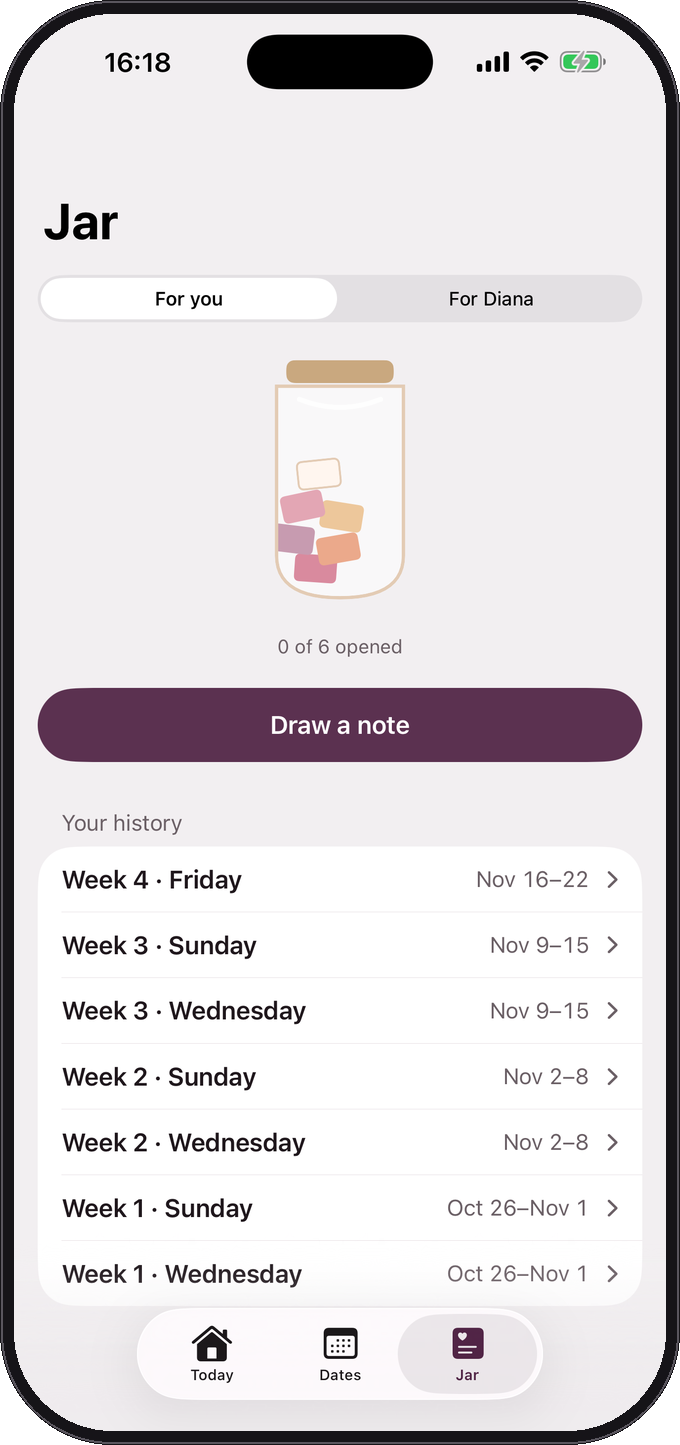 16:18
Jar
For you
For Diana
0 of 6 opened
Draw a note
Your history
Week 4 · Friday
Nov 16–22
Week 3 · Sunday
Nov 9–15
Week 3 · Wednesday
Nov 9–15
Week 2 · Sunday
Nov 2–8
Week 2 · Wednesday
Nov 2–8
Week 1 · Sunday
Oct 26–Nov 1
Week 1 · Wednesday
Oct 26–Nov 1
Today
Dates
Jar